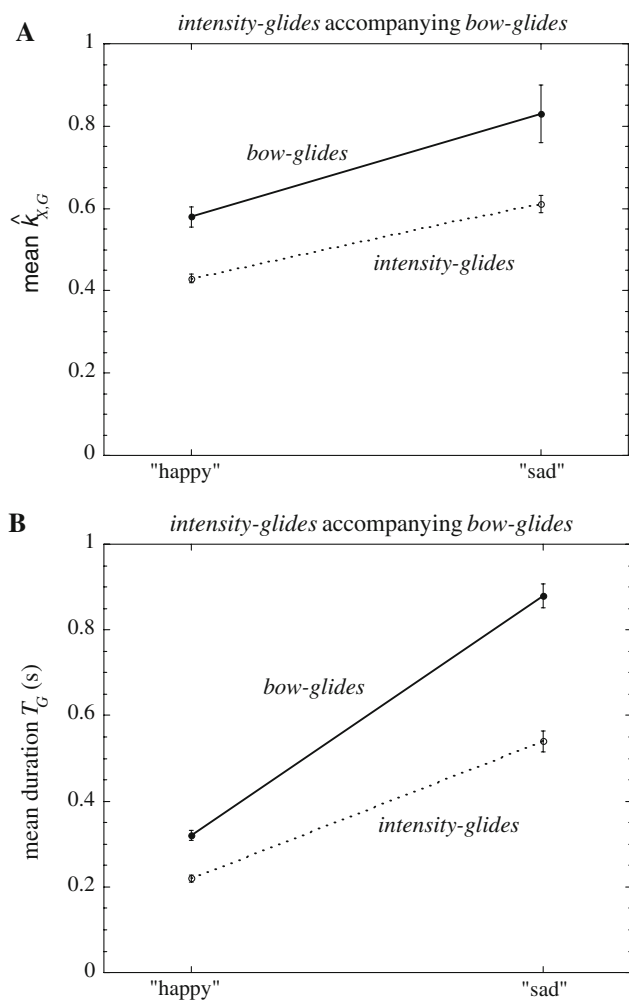 A
intensity-glides accompanying bow-glides
1
0.8
0.6
0.4
0.2
0
mean k̂X,G
bow-glides
intensity-glides
"happy" "sad"
B
intensity-glides accompanying bow-glides
1
0.8
0.6
0.4
0.2
0
mean duration TG (s)
bow-glides
intensity-glides
"happy" "sad"